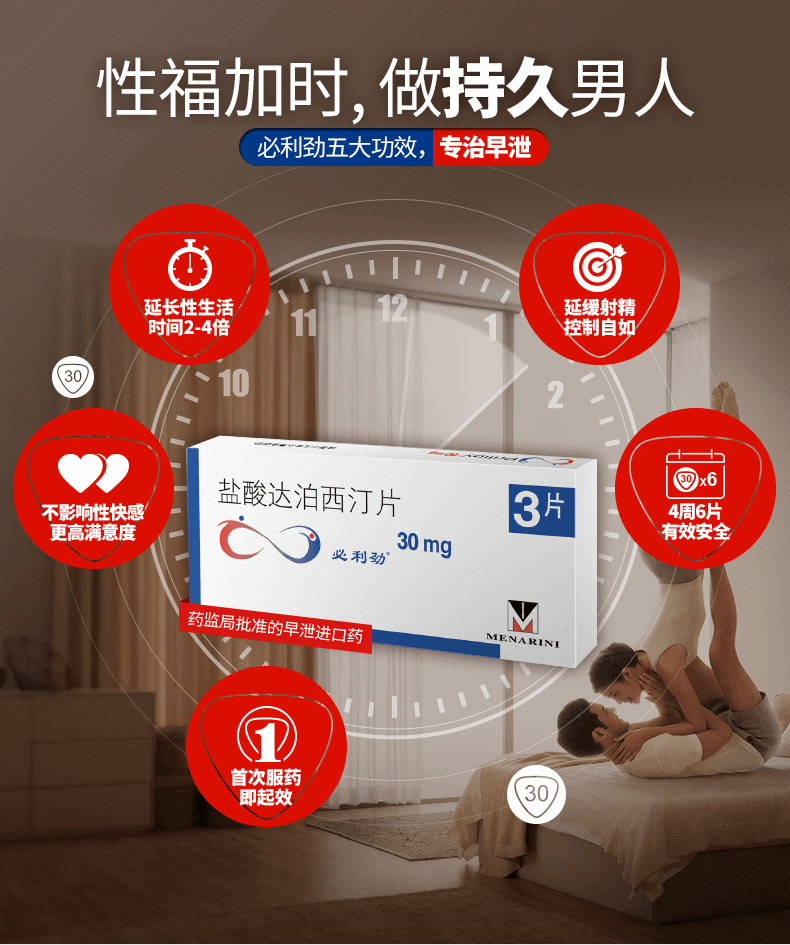 性福加时,做持久男人
必利劲五大功效,专治早泄
延长性生活
时间2-4倍
延缓射精
控制自如
12
11
1
10
2
30
不影响性快感
更高满意度
30 x6
4周6片
有效安全
盐酸达泊西汀片
3片
必利劲®
30 mg
MENARINI
药监局批准的早泄进口药
1
首次服药
即起效
30